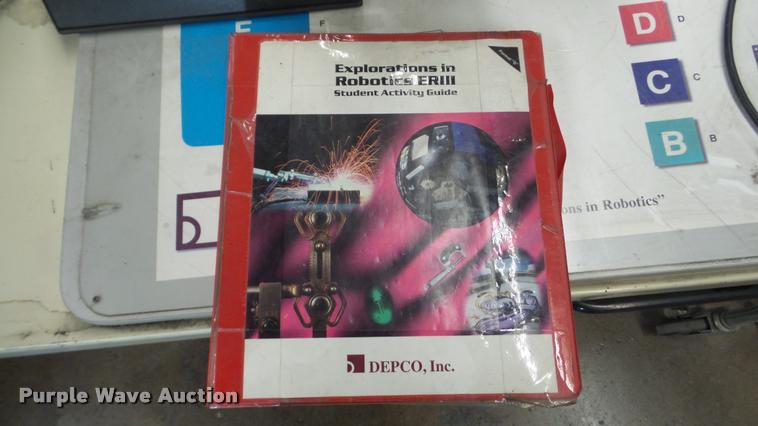 E
F
D
D
C
C
B
B
Explorations in
Robotics ERIII
Student Activity Guide
ons in Robotics”
DEPCO, Inc.
Purple Wave Auction